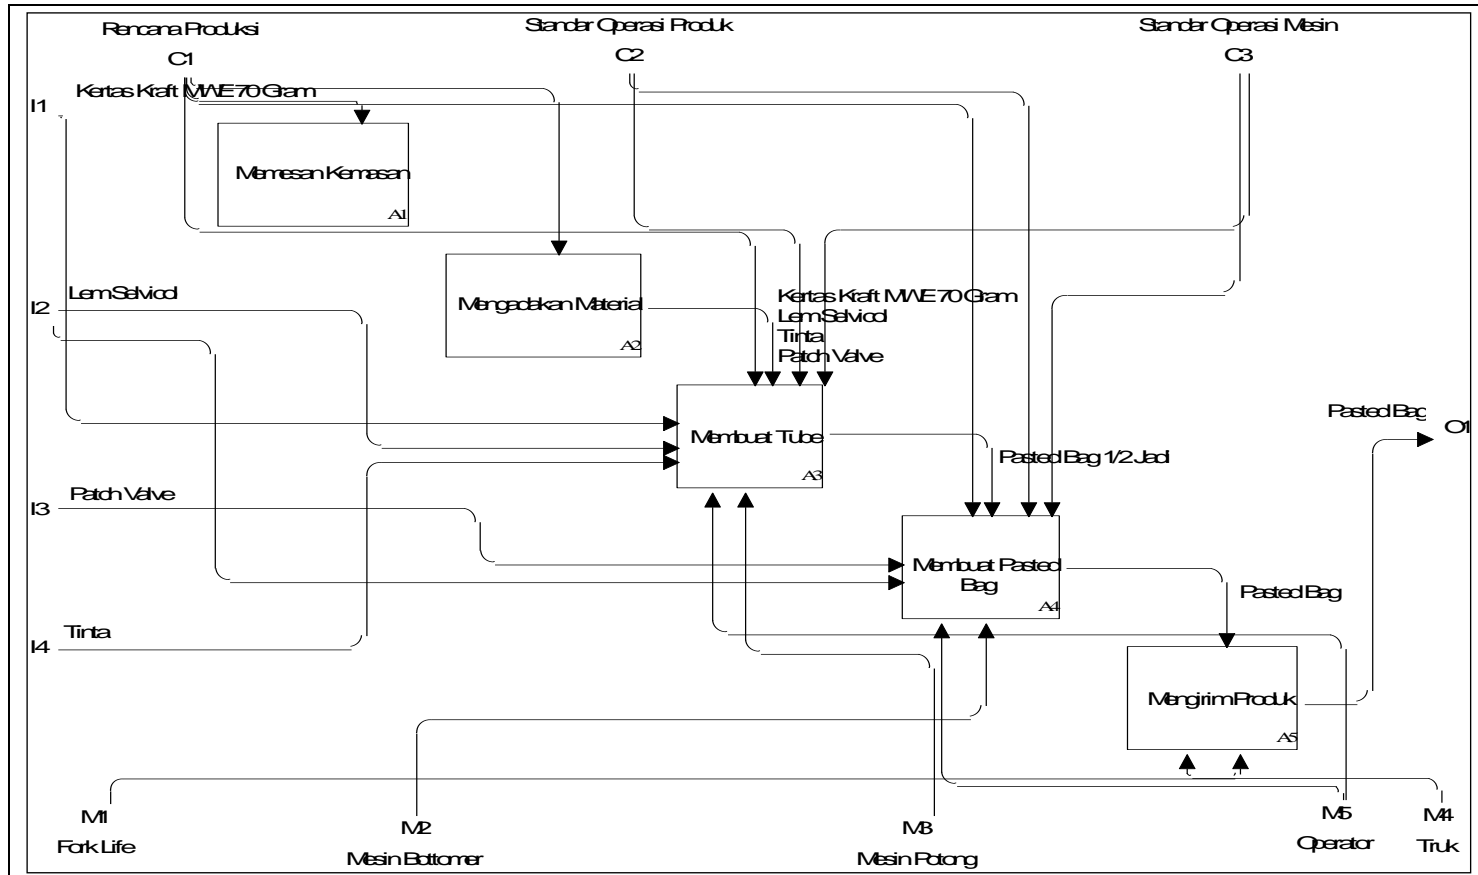 Rencana Produksi
Standar Operasi Produk
Standar Operasi Mesin
C1
C2
C3
Kertas Kraft MWE 70 Gram
I1
Memesan Kemasan
A1
Lem Selvicol
I2
Mengadakan Material
A2
Kertas Kraft MWE 70 Gram
Lem Selvicol
Tinta
Patch Valve
Pasted Bag
O1
Membuat Tube
A3
Pasted Bag 1/2 Jadi
Patch Valve
I3
Membuat Pasted
Bag
A4
Pasted Bag
Tinta
I4
Mengirim Produk
A5
M1
Fork Life
M2
Mesin Bottomer
M3
Mesin Potong
M5
Operator
M4
Truk